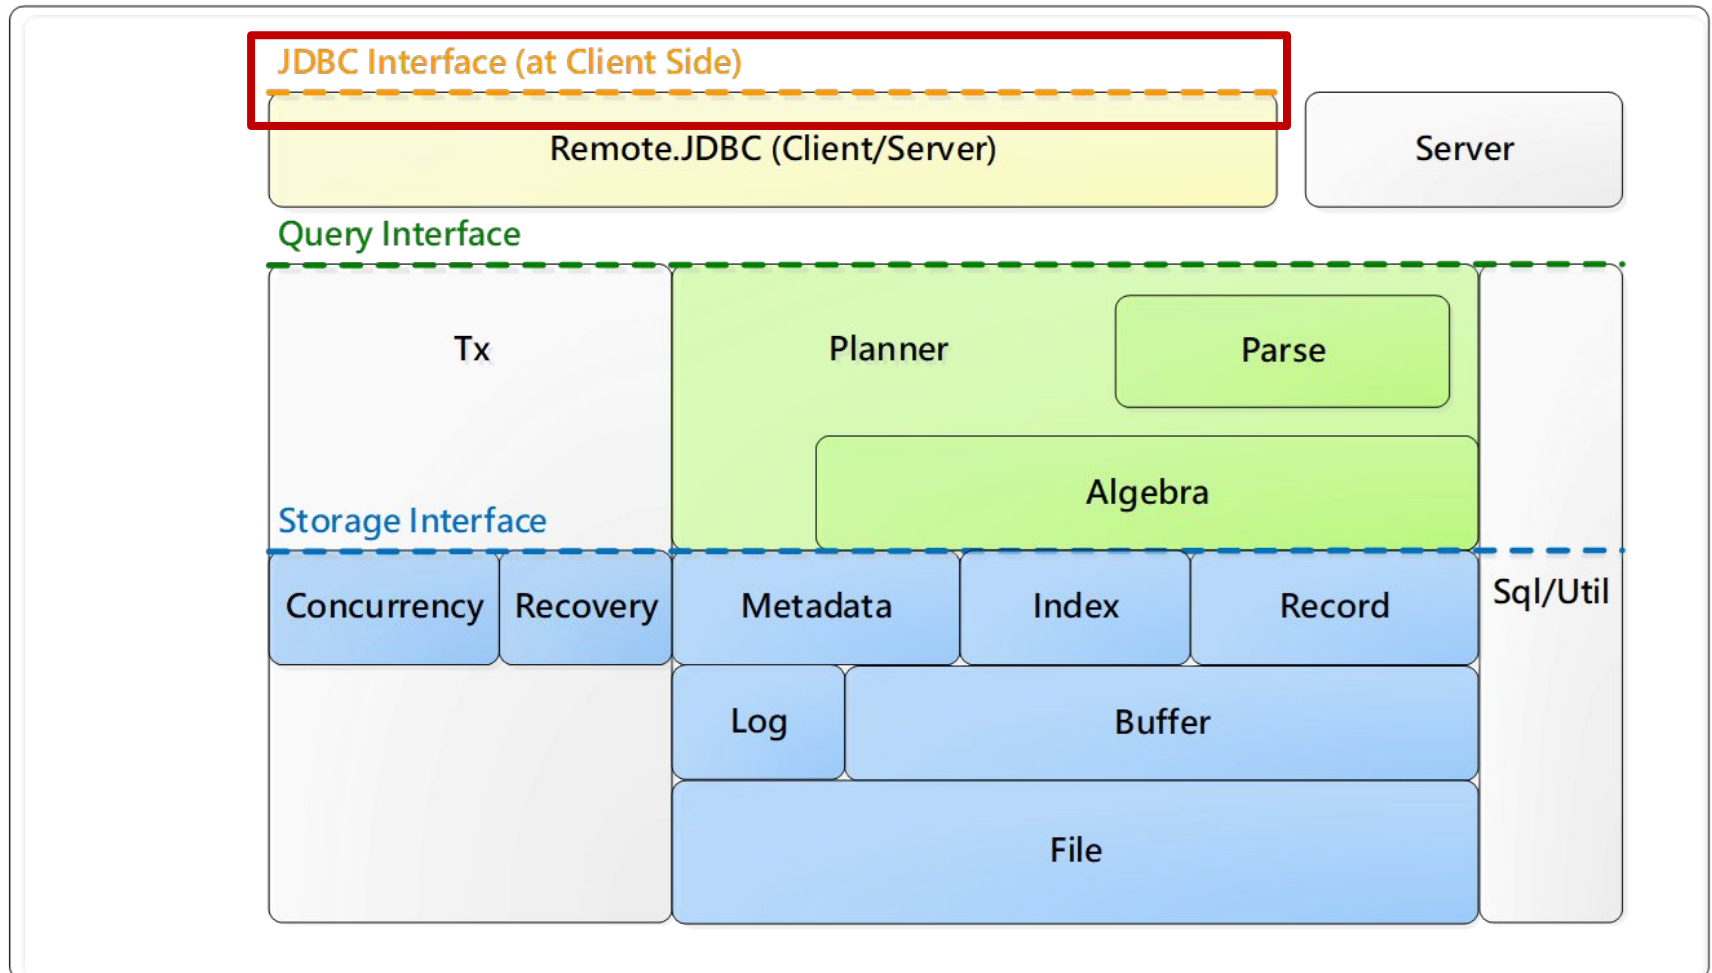 JDBC Interface (at Client Side)
Remote.JDBC (Client/Server)
Server
Query Interface
Tx
Planner
Parse
Algebra
Storage Interface
Concurrency
Recovery
Metadata
Index
Record
Sql/Util
Log
Buffer
File